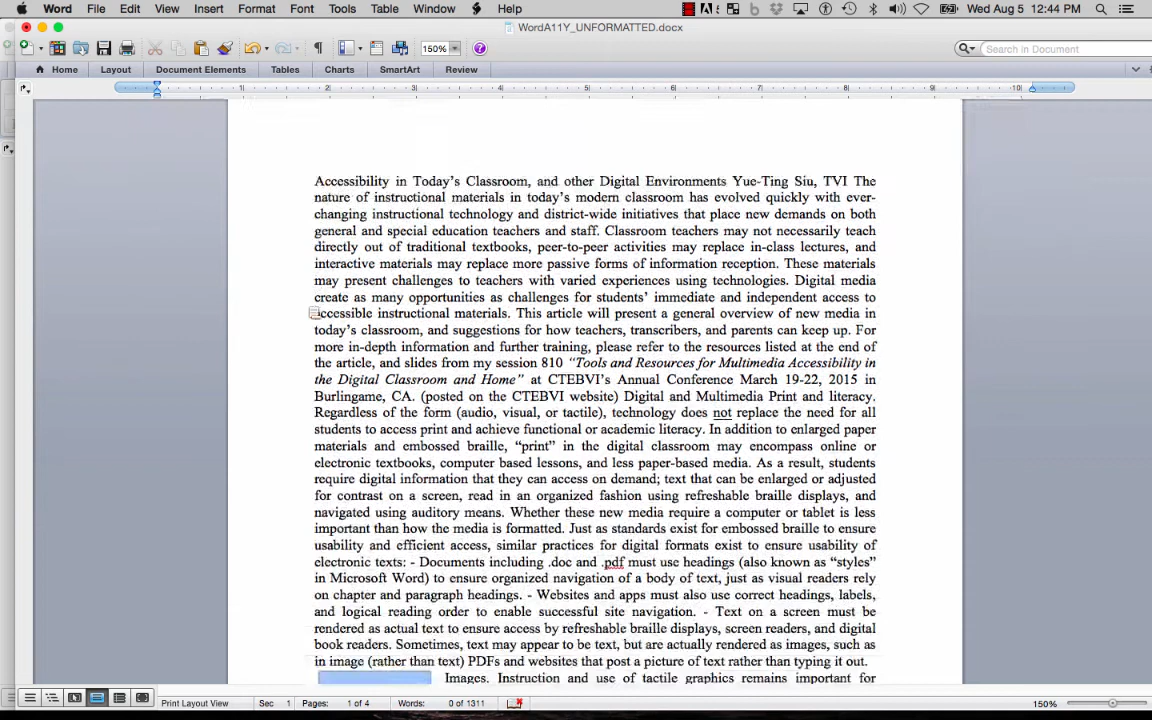 Word File Edit View Insert Format Font Tools Table Window Help Wed Aug 5 12:44 PM
WordA11Y_UNFORMATTED.docx
150% Search in Document
Home Layout Document Elements Tables Charts SmartArt Review
1 2 3 4 5 6 7 8 9 10
Accessibility in Today’s Classroom, and other Digital Environments Yue-Ting Siu, TVI The
nature of instructional materials in today’s modern classroom has evolved quickly with ever-
changing instructional technology and district-wide initiatives that place new demands on both
general and special education teachers and staff. Classroom teachers may not necessarily teach
directly out of traditional textbooks, peer-to-peer activities may replace in-class lectures, and
interactive materials may replace more passive forms of information reception. These materials
may present challenges to teachers with varied experiences using technologies. Digital media
create as many opportunities as challenges for students’ immediate and independent access to
accessible instructional materials. This article will present a general overview of new media in
today’s classroom, and suggestions for how teachers, transcribers, and parents can keep up. For
more in-depth information and further training, please refer to the resources listed at the end of
the article, and slides from my session 810 “Tools and Resources for Multimedia Accessibility in
the Digital Classroom and Home” at CTEBVI’s Annual Conference March 19-22, 2015 in
Burlingame, CA. (posted on the CTEBVI website) Digital and Multimedia Print and literacy.
Regardless of the form (audio, visual, or tactile), technology does not replace the need for all
students to access print and achieve functional or academic literacy. In addition to enlarged paper
materials and embossed braille, “print” in the digital classroom may encompass online or
electronic textbooks, computer based lessons, and less paper-based media. As a result, students
require digital information that they can access on demand; text that can be enlarged or adjusted
for contrast on a screen, read in an organized fashion using refreshable braille displays, and
navigated using auditory means. Whether these new media require a computer or tablet is less
important than how the media is formatted. Just as standards exist for embossed braille to ensure
usability and efficient access, similar practices for digital formats exist to ensure usability of
electronic texts: - Documents including .doc and .pdf must use headings (also known as “styles”
in Microsoft Word) to ensure organized navigation of a body of text, just as visual readers rely
on chapter and paragraph headings. - Websites and apps must also use correct headings, labels,
and logical reading order to enable successful site navigation. - Text on a screen must be
rendered as actual text to ensure access by refreshable braille displays, screen readers, and digital
book readers. Sometimes, text may appear to be text, but are actually rendered as images, such as
in image (rather than text) PDFs and websites that post a picture of text rather than typing it out.
Images. Instruction and use of tactile graphics remains important for
Print Layout View Sec 1 Pages: 1 of 4 Words: 0 of 1311 150%